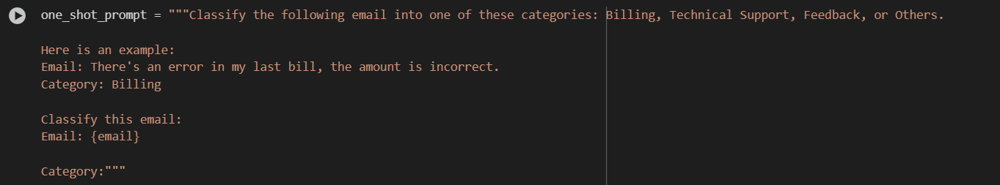 one_shot_prompt = """Classify the following email into one of these categories: Billing, Technical Support, Feedback, or Others.
Here is an example:
Email: There's an error in my last bill, the amount is incorrect.
Category: Billing
Classify this email:
Email: {email}
Category:"""